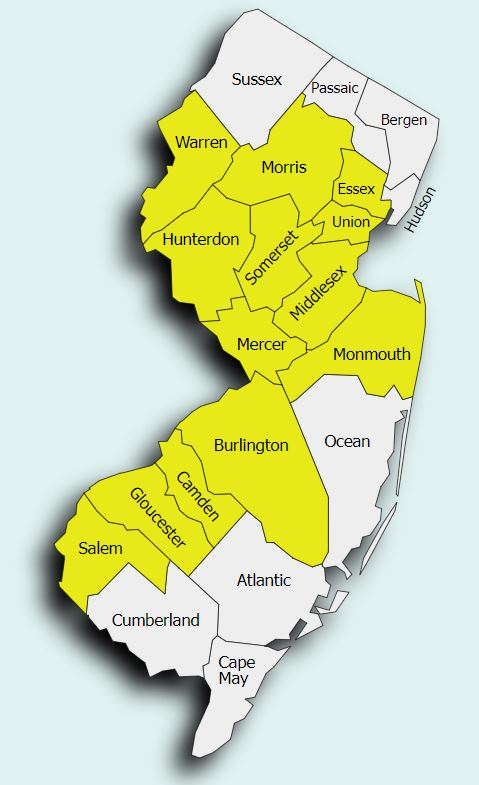 Sussex
Passaic
Bergen
Warren
Morris
Essex
Hudson
Union
Hunterdon
Somerset
Middlesex
Mercer
Monmouth
Burlington
Ocean
Camden
Gloucester
Salem
Atlantic
Cumberland
Cape
May